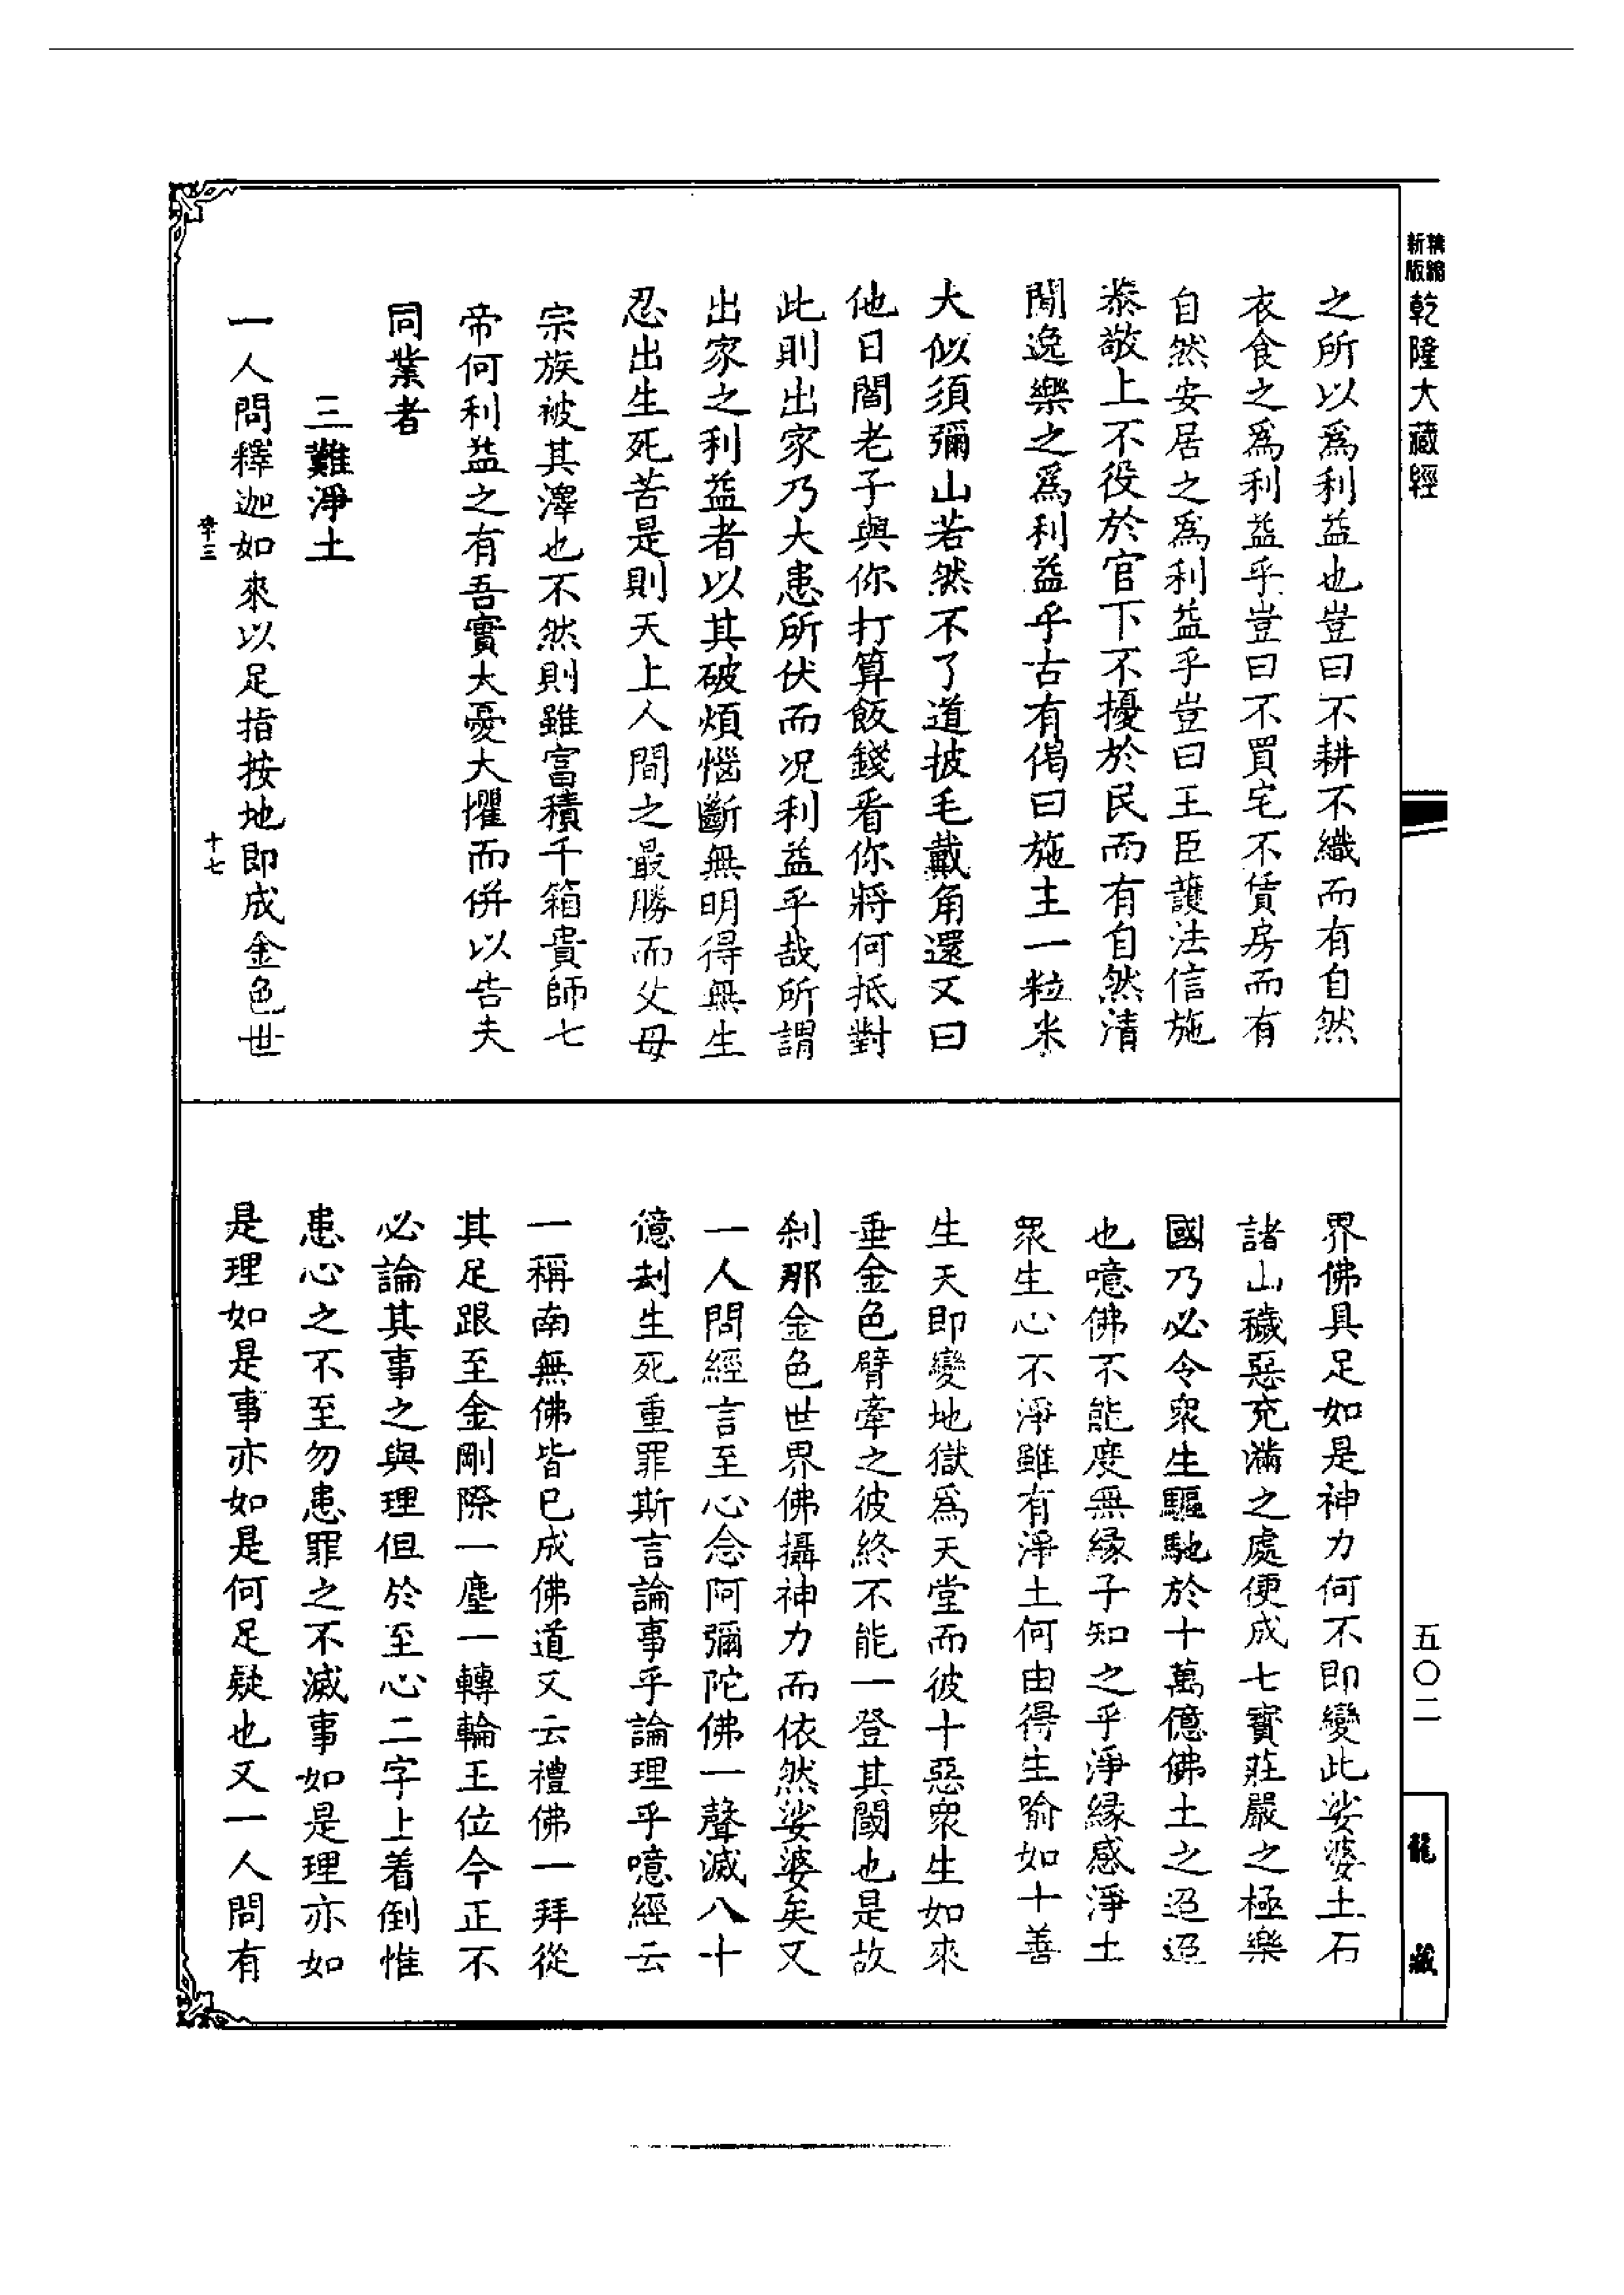 新版精縮乾隆大藏經
之所以爲利益也豈曰不耕不織而有自然
衣食之爲利益乎豈曰不買宅不賃房而有
自然安居之爲利益乎豈曰王臣護法信施
㳟敬上不役於官下不擾於民而有自然清
閒逸樂之爲利益乎古有偈曰施主一粒米
大似須彌山若然不了道披毛戴角還又曰
他日閻老子與你打算飯錢看你將何抵對
此則出家乃大患所伏而况利益乎哉所謂
出家之利益者以其破煩惱斷無明得無生
忍出生死苦是則天上人間之最勝而父母
宗族被其澤也不然則雖富積千箱貴師七
帝何利益之有吾實大憂大懼而併以告夫
同業者
三難淨土
一人問釋迦如來以足指按地即成金色世
十七
界佛具足如是神力何不即變此娑婆土石
諸山穢惡充滿之處便成七寳莊嚴之極樂
國乃必令衆生驅馳於十萬億佛土之迢迢
也噫佛不能度無緣子知之乎淨緣感淨土
衆生心不淨雖有淨土何由得生喻如十善
生天即變地獄爲天堂而彼十惡衆生如來
垂金色臂牽之彼終不能一登其閾也是故
刹那金色世界佛攝神力而依然娑婆矣又
一人問經言至心念阿彌陀佛一聲滅八十
億刼生死重罪斯言論事乎論理乎噫經云
一稱南無佛皆已成佛道又云禮佛一拜從
其足跟至金剛際一塵一轉輪王位今正不
必論其事之與理但於至心二字上着倒惟
患心之不至勿患罪之不滅事如是理亦如
是理如是事亦如是何足疑也又一人問有
五〇二
龍藏